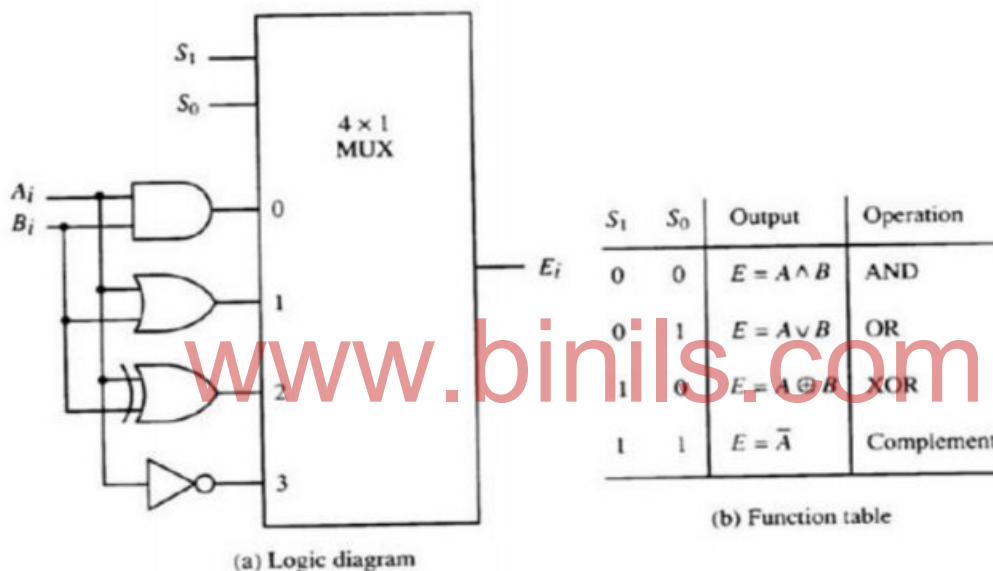 S₁
S₀
4 × 1
MUX
Aᵢ
Bᵢ
0
1
2
3
Eᵢ
(a) Logic diagram
S₁ S₀ Output Operation
0 0 E = A ∧ B AND
0 1 E = A ∨ B OR
1 0 E = A ⊕ B XOR
1 1 E = A̅ Complement
(b) Function table
www.binils.com